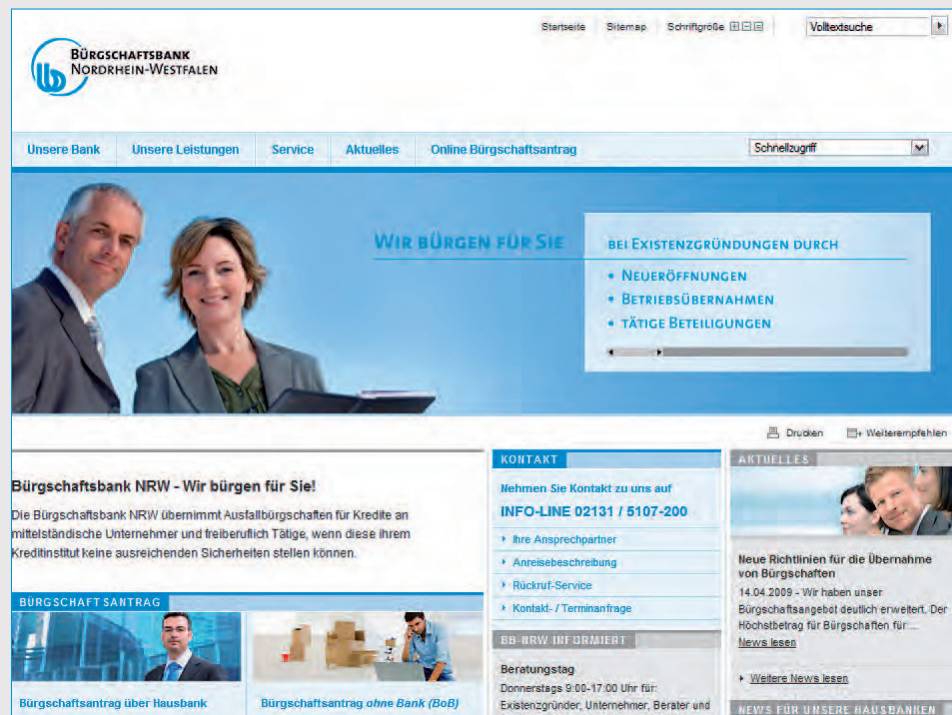 Startseite Sitemap Schriftgröße Volltextsuche
BÜRGSCHAFTSBANK
NORDRHEIN-WESTFALEN
Unsere Bank Unsere Leistungen Service Aktuelles Online Bürgschaftsantrag Schnellzugriff
WIR BÜRGEN FÜR SIE
BEI EXISTENZGRÜNDUNGEN DURCH
• NEUERÖFFNUNGEN
• BETRIEBSÜBERNAHMEN
• TÄTIGE BETEILIGUNGEN
Drucken Weiterempfehlen
Bürgschaftsbank NRW - Wir bürgen für Sie!
Die Bürgschaftsbank NRW übernimmt Ausfallbürgschaften für Kredite an
mittelständische Unternehmer und freiberuflich Tätige, wenn diese ihrem
Kreditinstitut keine ausreichenden Sicherheiten stellen können.
BÜRGSCHAFTSANTRAG
Bürgschaftsantrag über Hausbank
Bürgschaftsantrag ohne Bank (BoB)
KONTAKT
Nehmen Sie Kontakt zu uns auf
INFO-LINE 02131 / 5107-200
Ihre Ansprechpartner
Anreisebeschreibung
Rückruf-Service
Kontakt- / Terminanfrage
BB-NRW INFORMIERT
Beratungstag
Donnerstags 9:00-17:00 Uhr für:
Existenzgründer, Unternehmer, Berater und
AKTUELLES
Neue Richtlinien für die Übernahme
von Bürgschaften
14.04.2009 - Wir haben unser
Bürgschaftsangebot deutlich erweitert. Der
Höchstbetrag für Bürgschaften für ...
News lesen
Weitere News lesen
NEWS FÜR UNSERE HAUSBANKEN